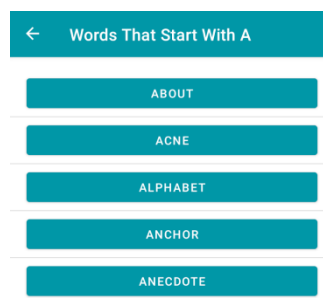 Words That Start With A
ABOUT
ACNE
ALPHABET
ANCHOR
ANECDOTE